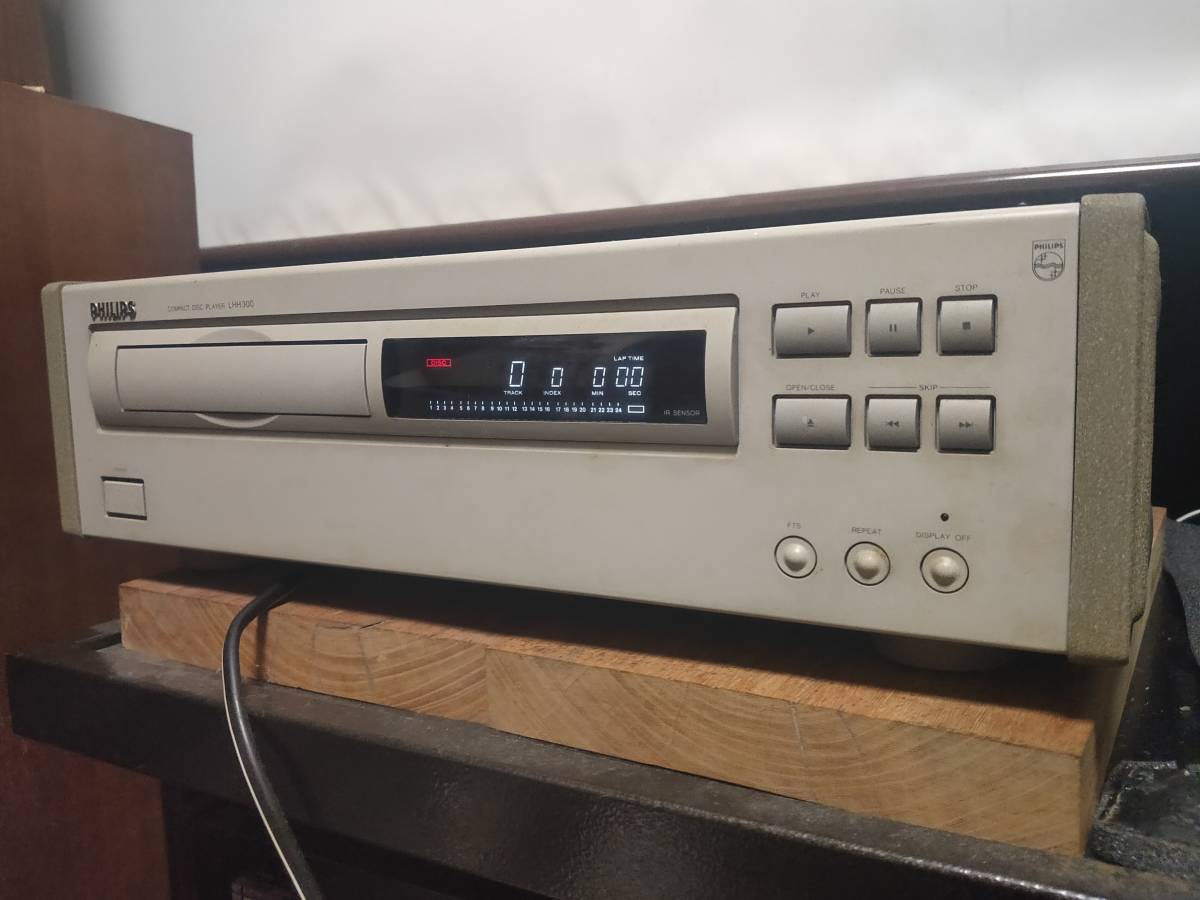 PHILIPS
COMPACT DISC PLAYER LHH300
PHILIPS
PLAY
PAUSE
STOP
OPEN/CLOSE
SKIP
DISC
LAP TIME
0 0 0 00
TRACK INDEX MIN SEC
1 2 3 4 5 6 7 8 9 10 11 12 13 14 15 16 17 18 19 20 21 22 23 24
IR SENSOR
FTS
REPEAT
DISPLAY OFF